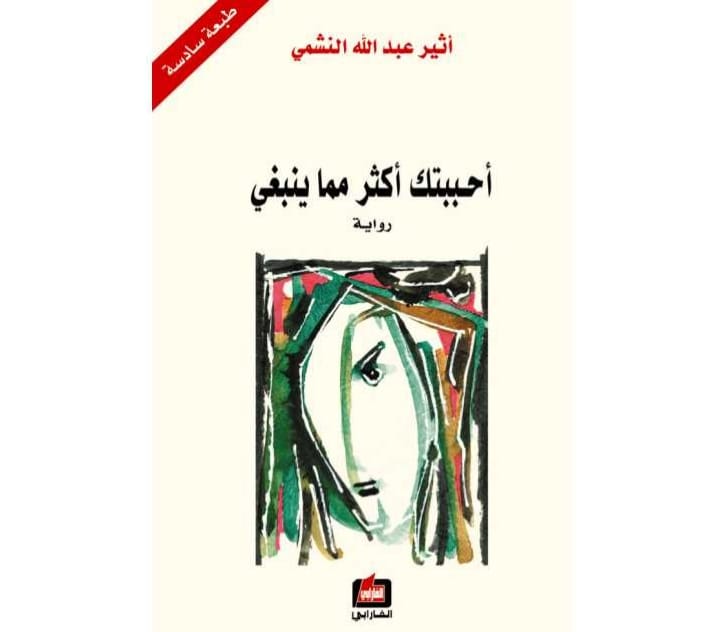 طبعة سادسة
أثير عبد الله النشمي
أحببتك أكثر مما ينبغي
رواية
الفارابي
الفارابي